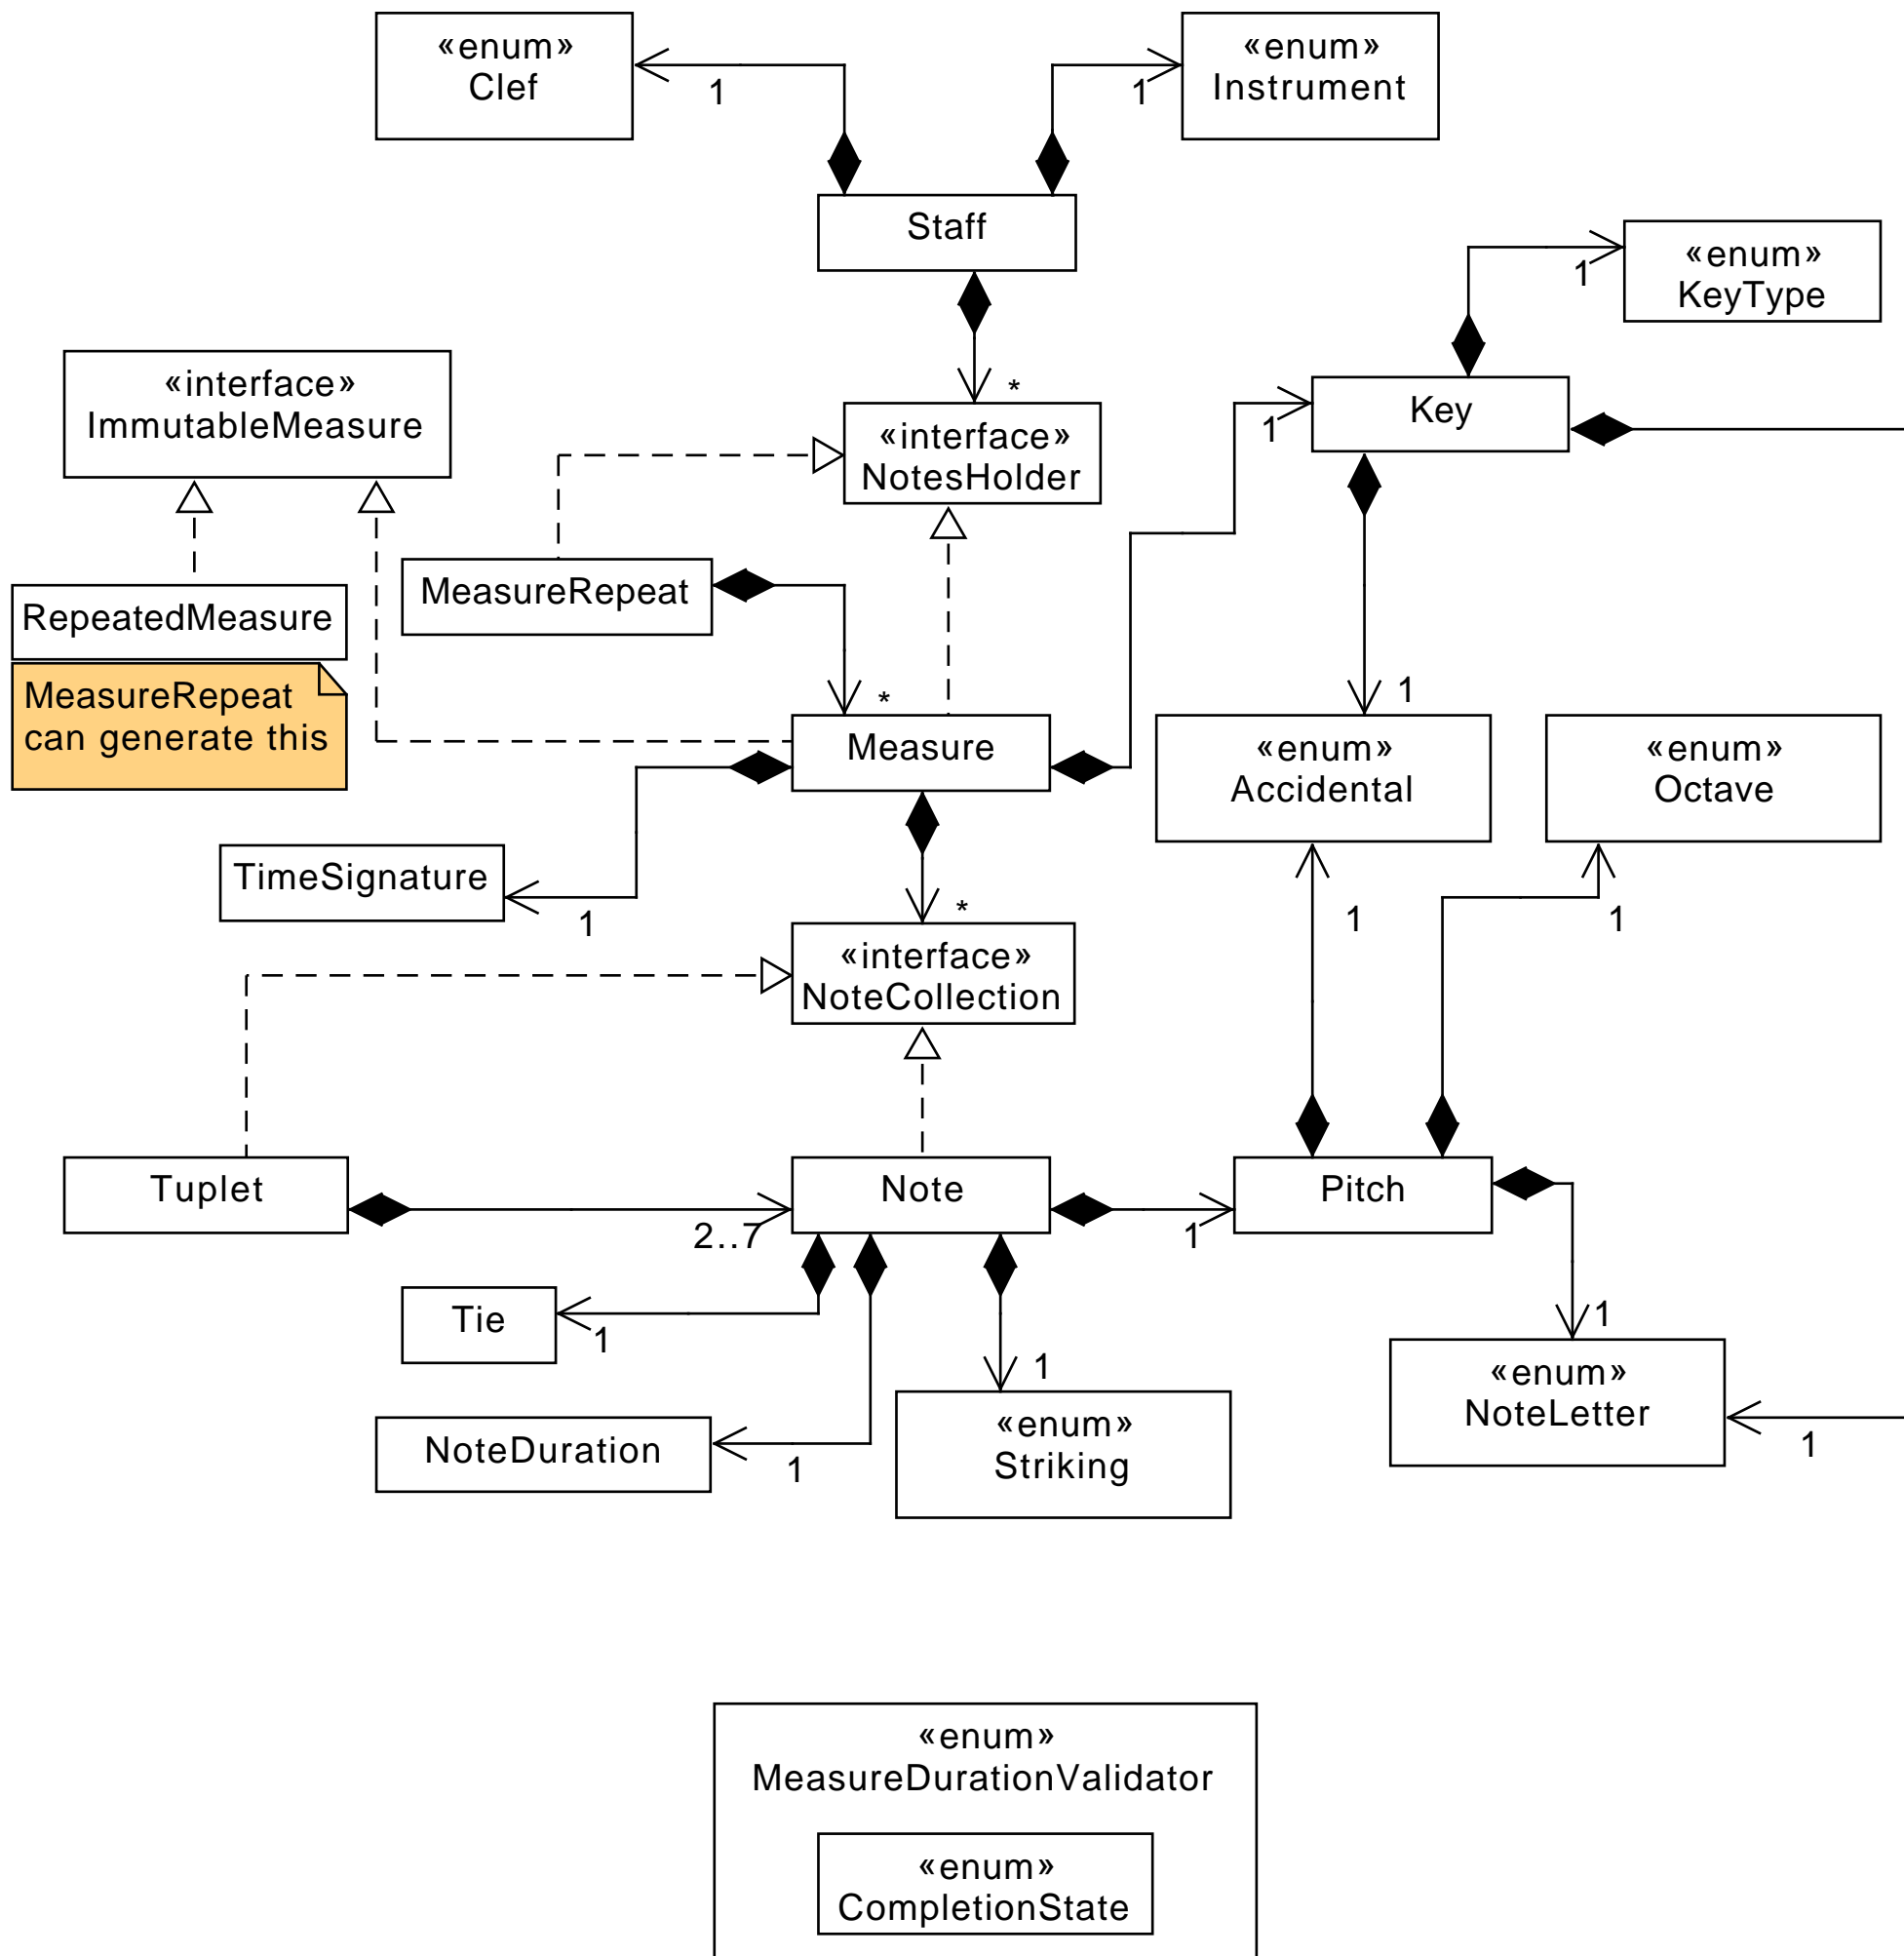 «enum»
Clef
1
«enum»
Instrument
1
Staff
«enum»
KeyType
1
*
«interface»
ImmutableMeasure
«interface»
NotesHolder
Key
1
RepeatedMeasure
MeasureRepeat
can generate this
MeasureRepeat
*
1
Measure
«enum»
Accidental
«enum»
Octave
TimeSignature
1
*
1
1
«interface»
NoteCollection
Tuplet
2..7
Note
1
Pitch
Tie
1
1
1
NoteDuration
1
«enum»
Striking
«enum»
NoteLetter
1
«enum»
MeasureDurationValidator
«enum»
CompletionState